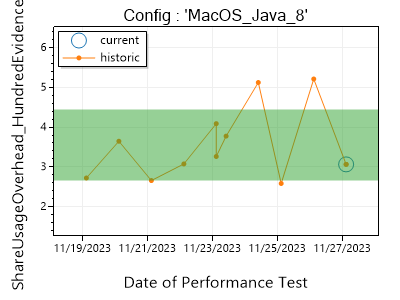 Config : 'MacOS_Java_8'
current
historic
ShareUsageOverhead_HundredEvidence
6
5
4
3
2
11/19/2023
11/21/2023
11/23/2023
11/25/2023
11/27/2023
Date of Performance Test